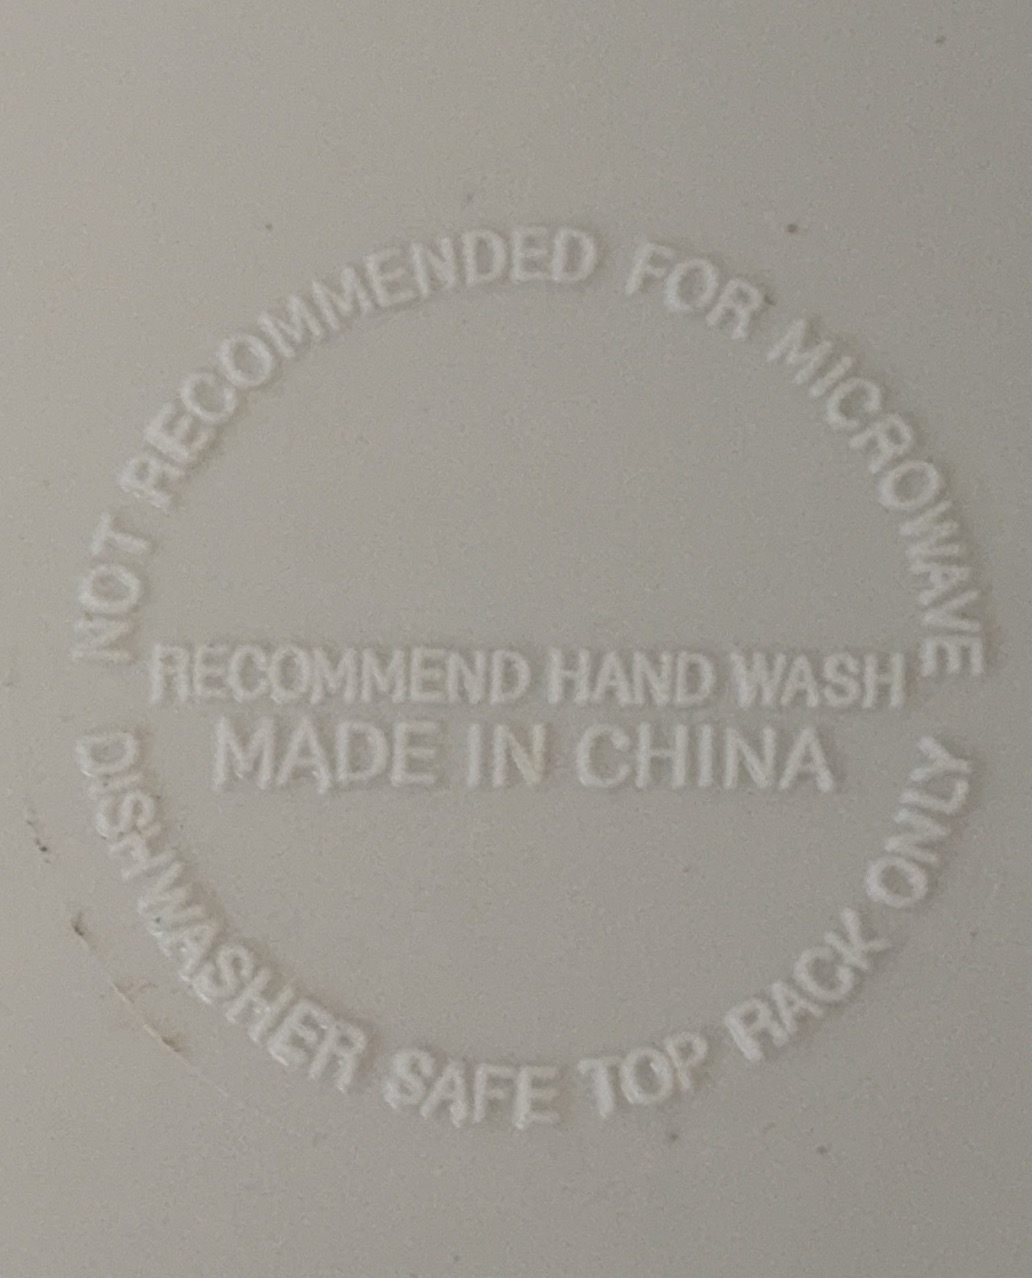 NOT RECOMMENDED FOR MICROWAVE
RECOMMEND HAND WASH
MADE IN CHINA
DISHWASHER SAFE TOP RACK ONLY